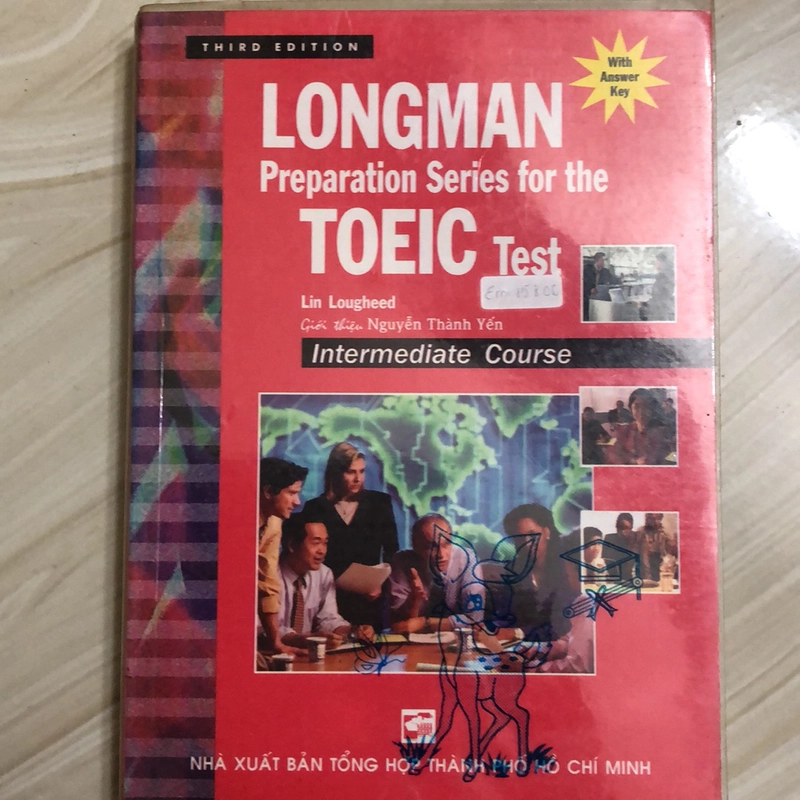 THIRD EDITION
With
Answer
Key
LONGMAN
Preparation Series for the
TOEIC Test
Lin Lougheed
Giới thiệu Nguyễn Thành Yến
Intermediate Course
NHÀ XUẤT BẢN TỔNG HỢP THÀNH PHỐ HỒ CHÍ MINH